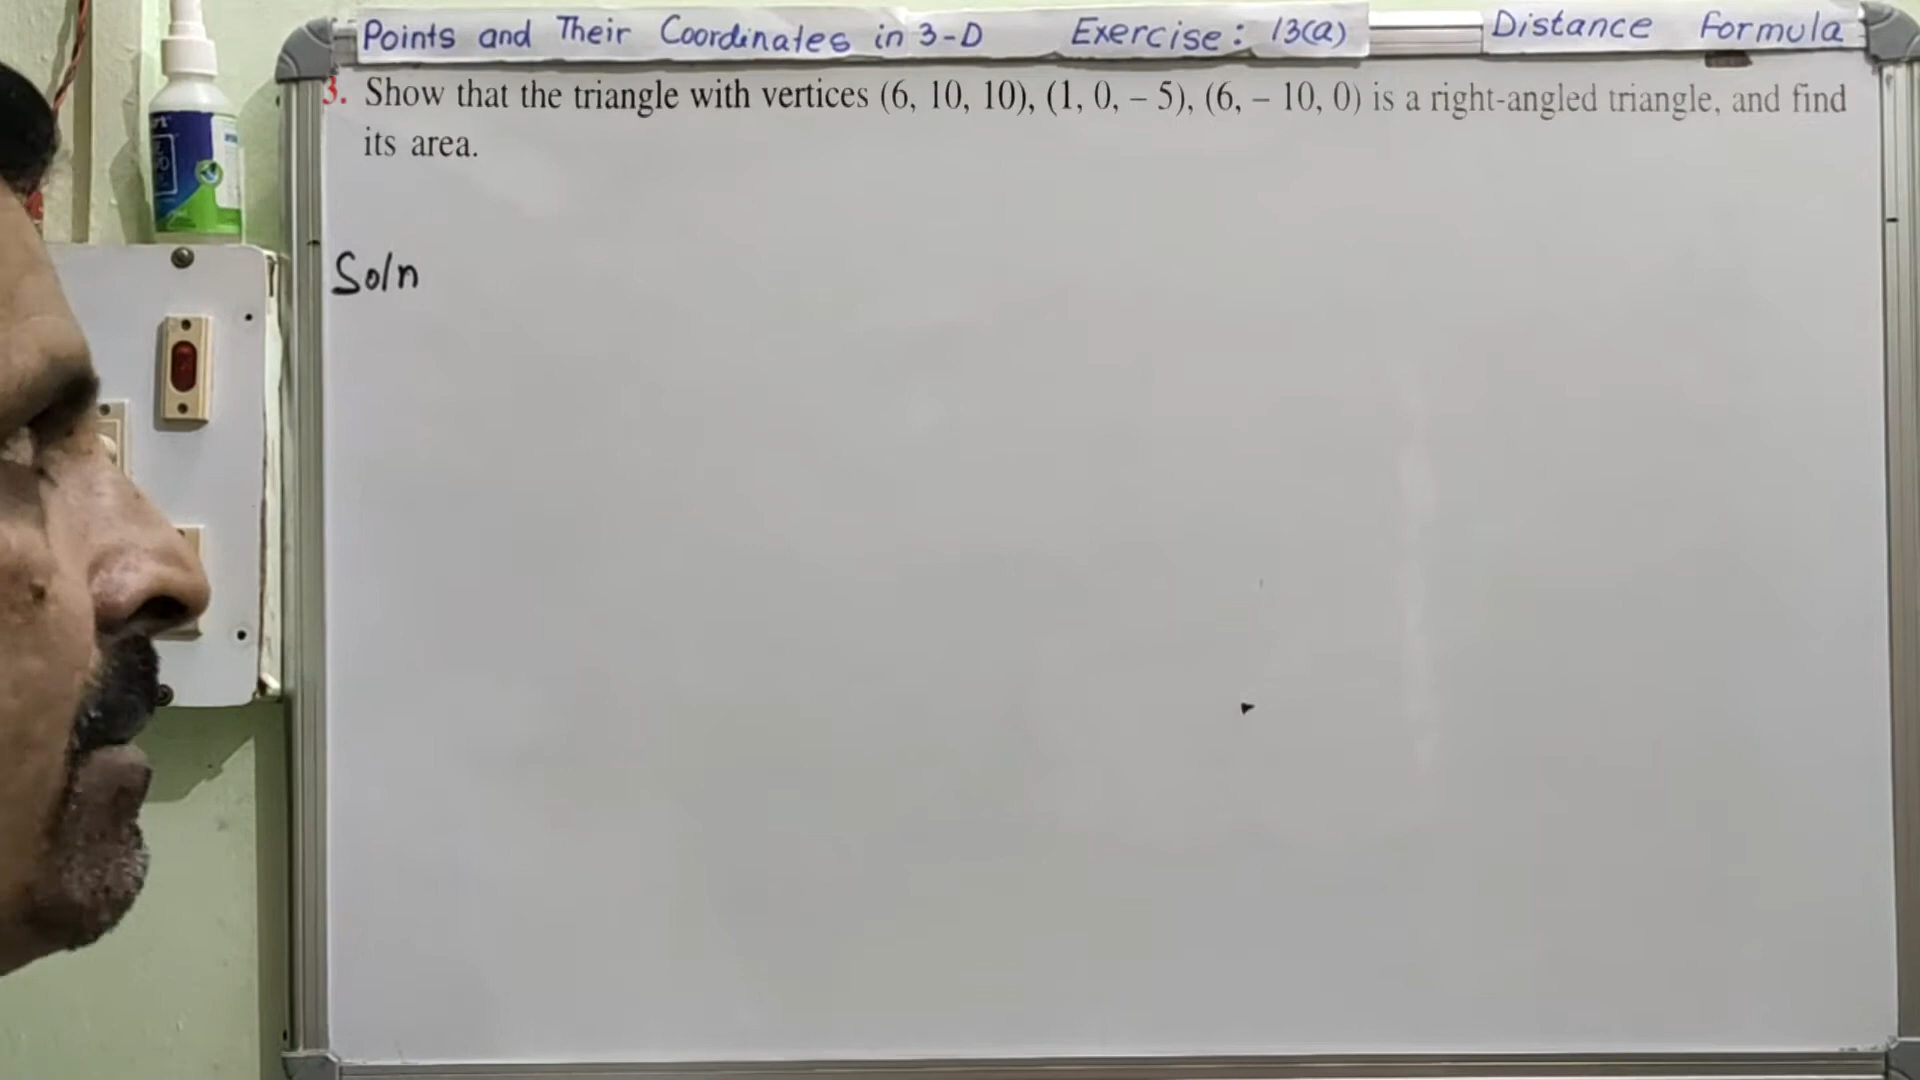 Points and Their Coordinates in 3-D Exercise: 13(a) Distance Formula
3. Show that the triangle with vertices (6, 10, 10), (1, 0, – 5), (6, – 10, 0) is a right-angled triangle, and find
its area.
Soln